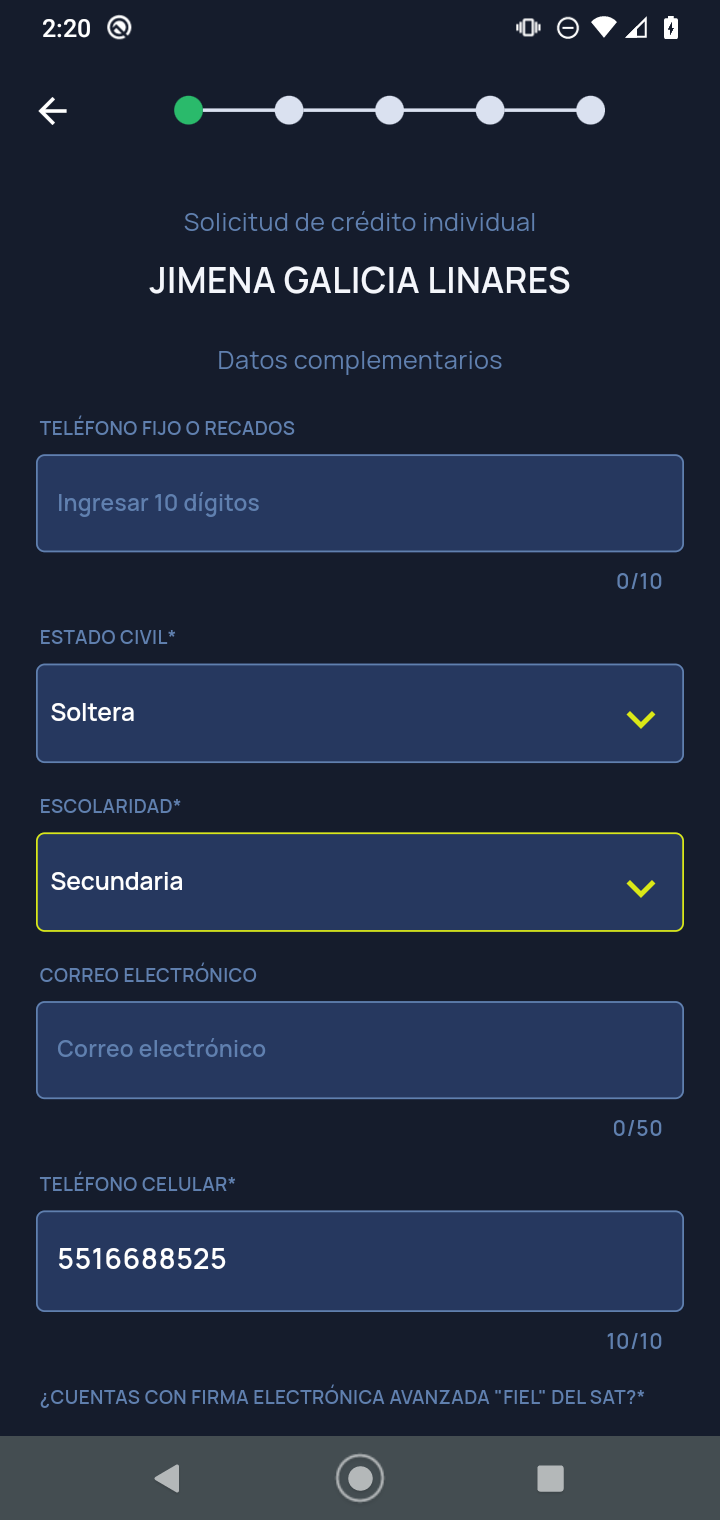 2:20
Solicitud de crédito individual
JIMENA GALICIA LINARES
Datos complementarios
TELÉFONO FIJO O RECADOS
Ingresar 10 dígitos
0/10
ESTADO CIVIL*
Soltera
ESCOLARIDAD*
Secundaria
CORREO ELECTRÓNICO
Correo electrónico
0/50
TELÉFONO CELULAR*
5516688525
10/10
¿CUENTAS CON FIRMA ELECTRÓNICA AVANZADA "FIEL" DEL SAT?*